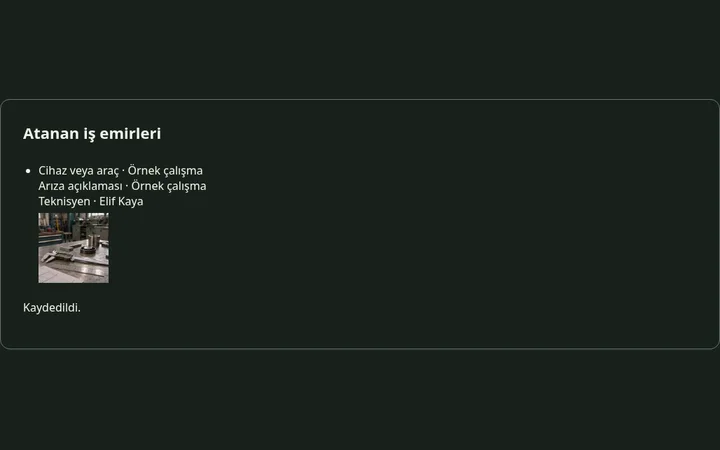 Atanan iş emirleri
Cihaz veya araç · Örnek çalışma
Arıza açıklaması · Örnek çalışma
Teknisyen · Elif Kaya
Kaydedildi.